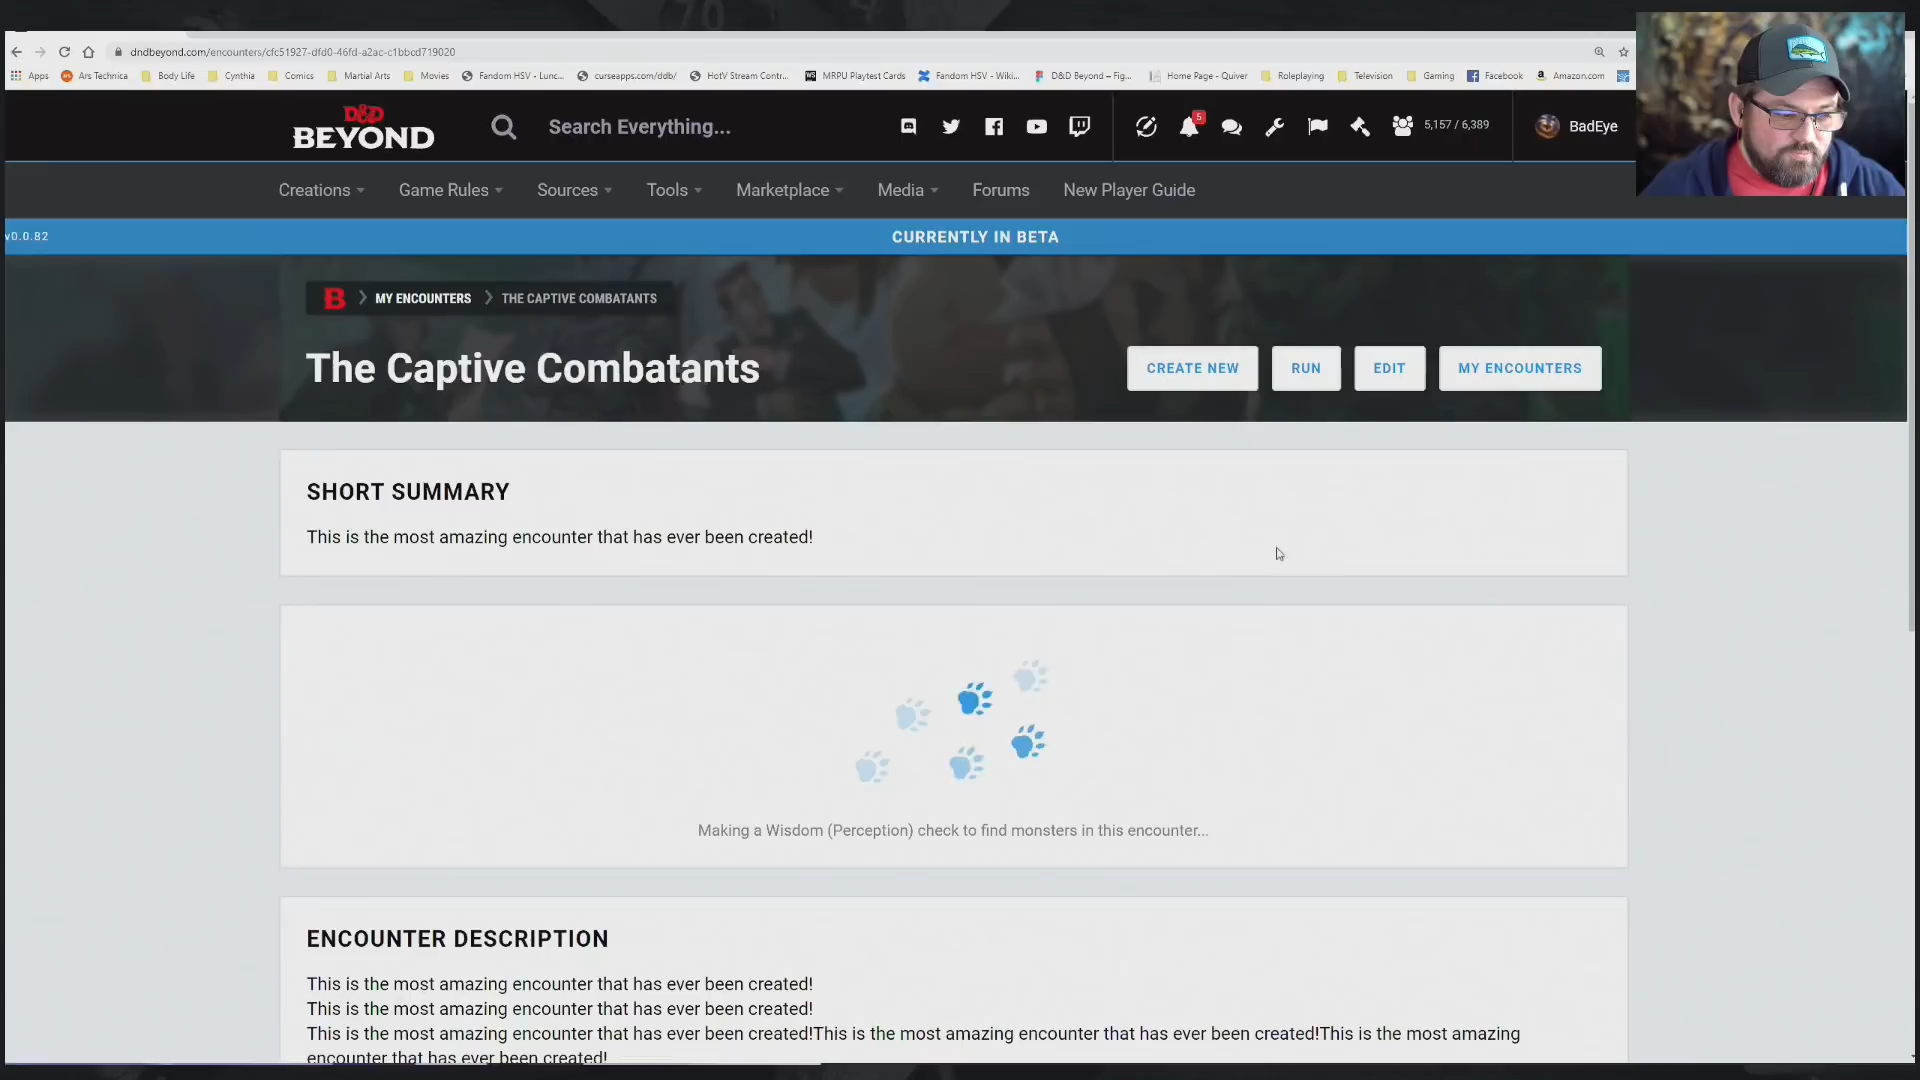 dndbeyond.com/encounters/cfc51927-dfd0-46fd-a2ac-c1bbcd719020
Apps Ars Technica Body Life Cynthia Comics Martial Arts Movies Fandom HSV - Lunc... curseapps.com/ddb/ HotV Stream Contr... MRPU Playtest Cards Fandom HSV - Wiki... D&D Beyond – Fig... Home Page - Quiver Roleplaying Television Gaming Facebook Amazon.com
D&D BEYOND Search Everything... 5 5,157 / 6,389 BadEye
Creations Game Rules Sources Tools Marketplace Media Forums New Player Guide
v0.0.82 CURRENTLY IN BETA
B MY ENCOUNTERS THE CAPTIVE COMBATANTS
The Captive Combatants CREATE NEW RUN EDIT MY ENCOUNTERS
SHORT SUMMARY
This is the most amazing encounter that has ever been created!
Making a Wisdom (Perception) check to find monsters in this encounter...
ENCOUNTER DESCRIPTION
This is the most amazing encounter that has ever been created!
This is the most amazing encounter that has ever been created!
This is the most amazing encounter that has ever been created!This is the most amazing encounter that has ever been created!This is the most amazing
encounter that has ever been created!